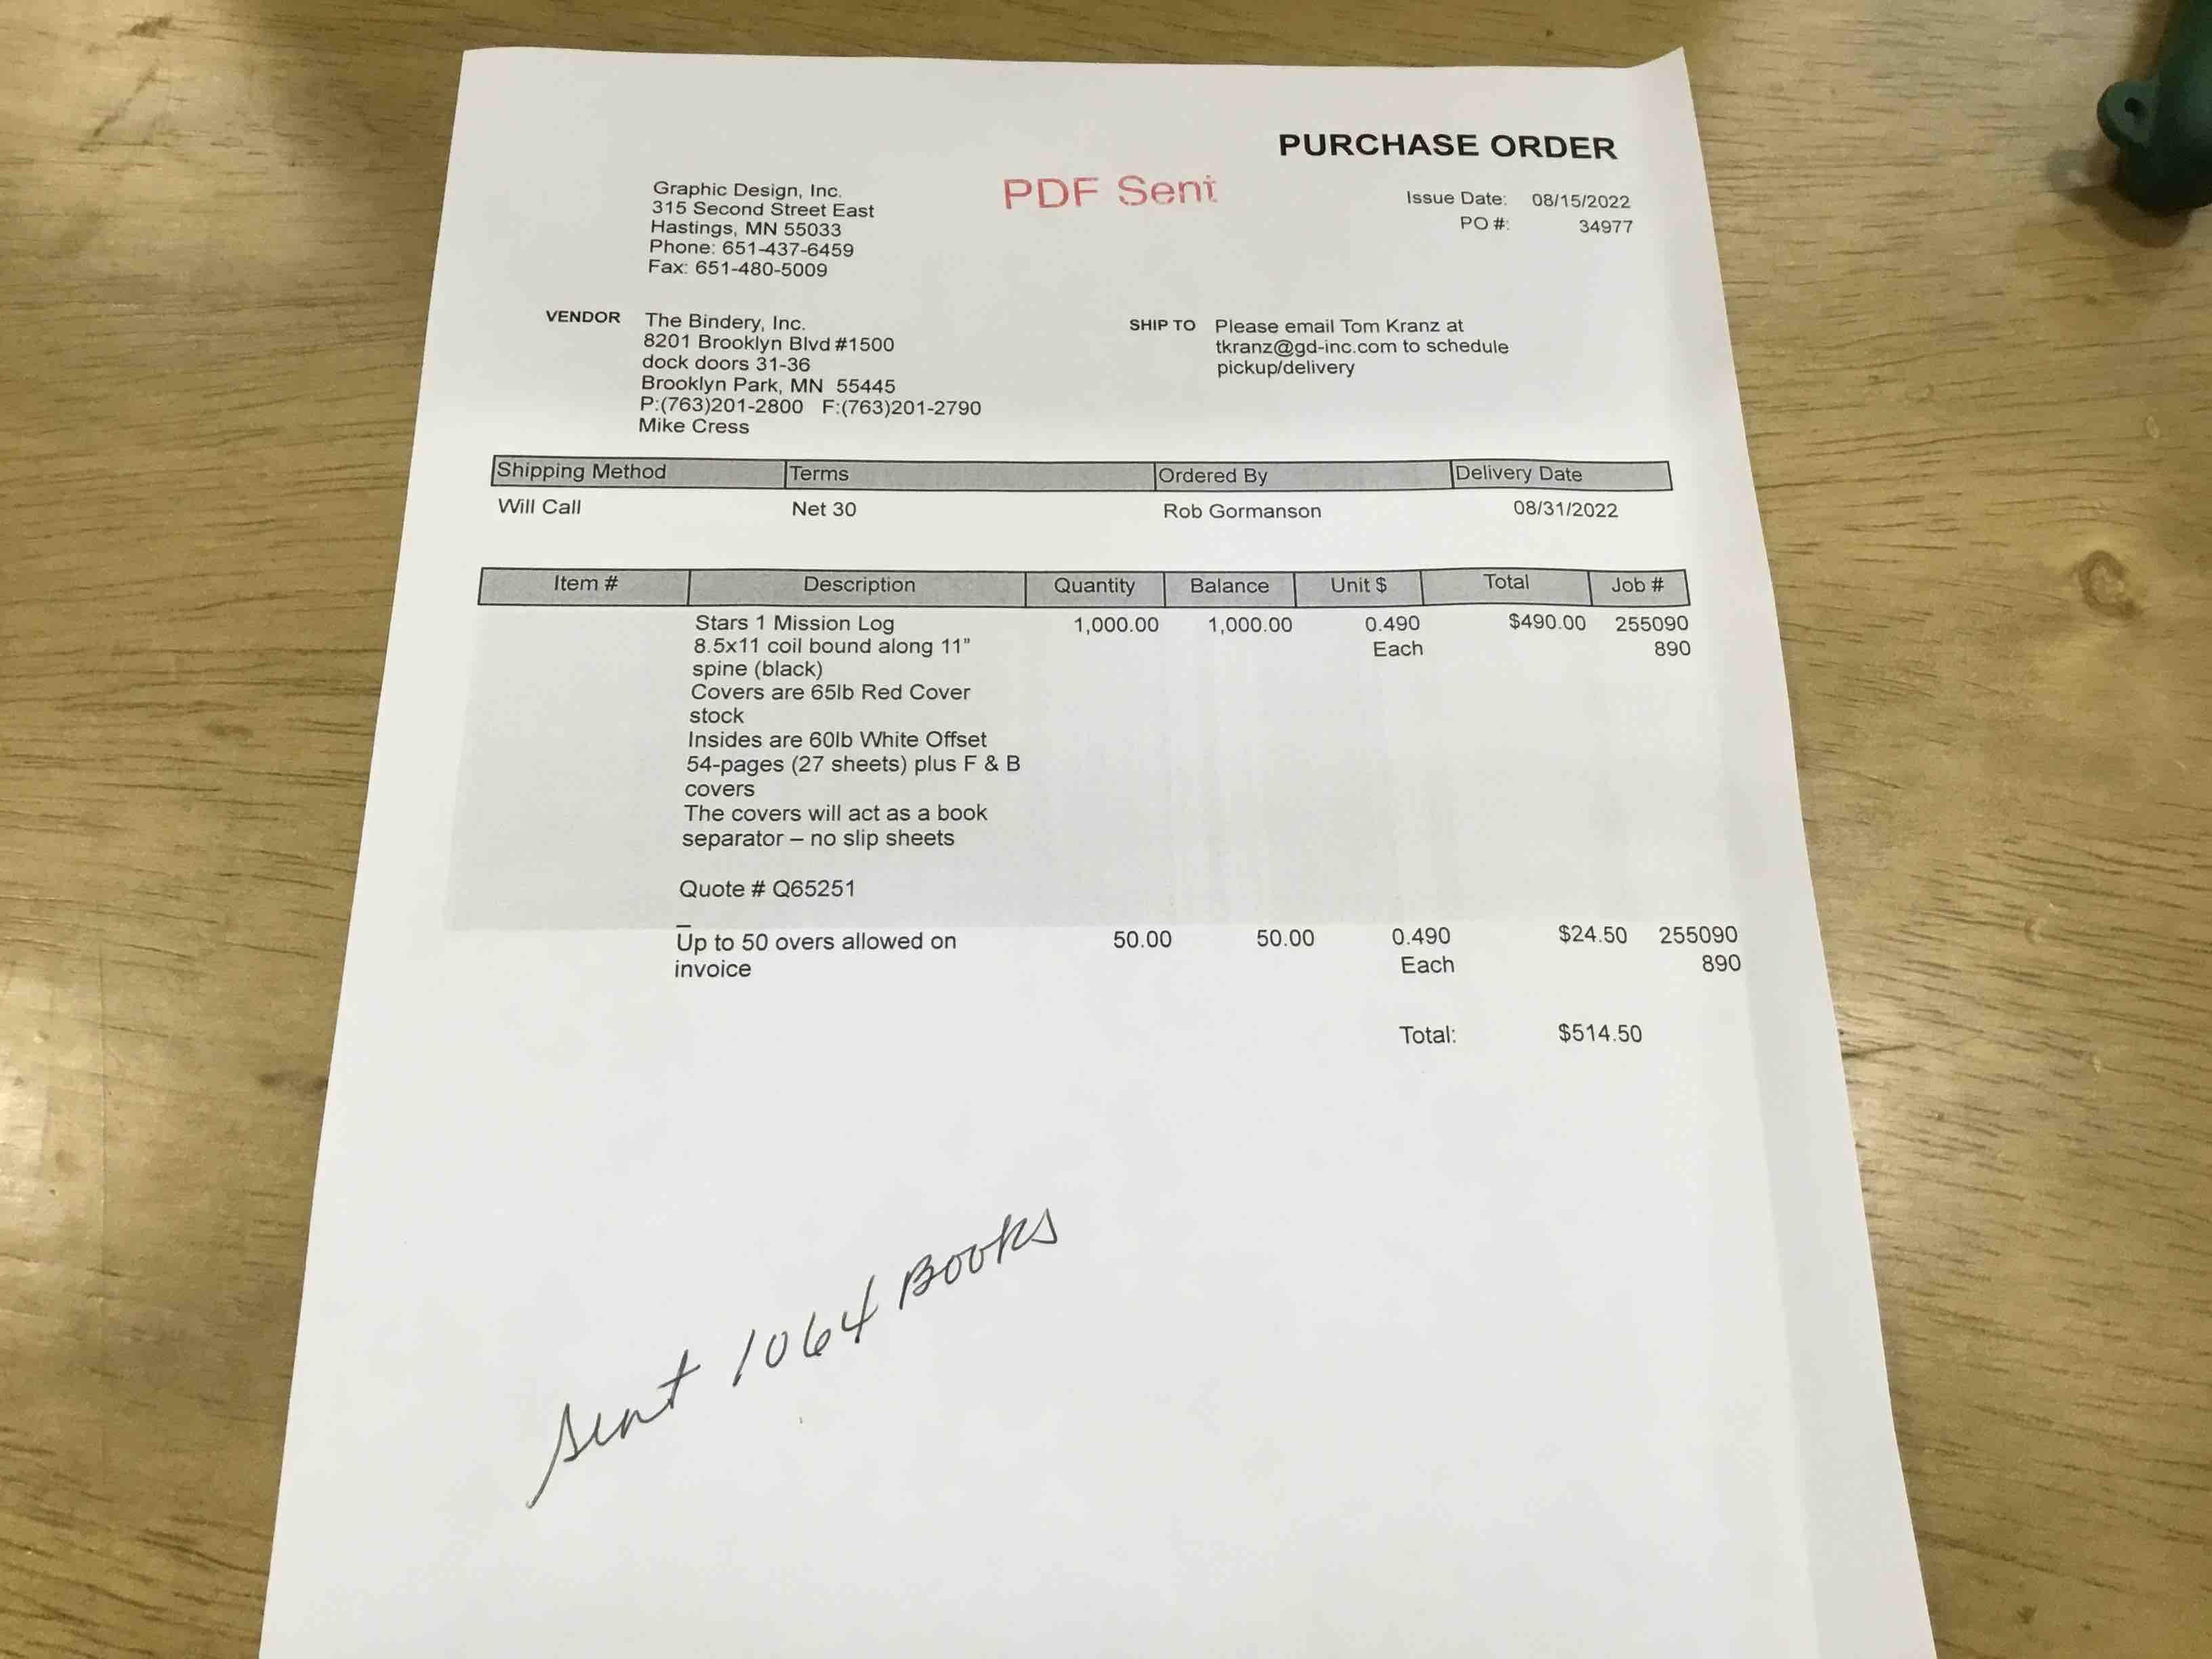 PURCHASE ORDER
PDF Sent
Graphic Design, Inc.
315 Second Street East
Hastings, MN 55033
Phone: 651-437-6459
Fax: 651-480-5009
Issue Date: 08/15/2022
PO #: 34977
VENDOR
The Bindery, Inc.
8201 Brooklyn Blvd #1500
dock doors 31-36
Brooklyn Park, MN 55445
P:(763)201-2800 F:(763)201-2790
Mike Cress
SHIP TO
Please email Tom Kranz at
tkranz@gd-inc.com to schedule
pickup/delivery
Shipping Method Terms Ordered By Delivery Date
Will Call Net 30 Rob Gormanson 08/31/2022
Item # Description Quantity Balance Unit $ Total Job #
Stars 1 Mission Log 1,000.00 1,000.00 0.490 $490.00 255090
8.5x11 coil bound along 11" Each 890
spine (black)
Covers are 65lb Red Cover
stock
Insides are 60lb White Offset
54-pages (27 sheets) plus F & B
covers
The covers will act as a book
separator – no slip sheets
Quote # Q65251
_
Up to 50 overs allowed on 50.00 50.00 0.490 $24.50 255090
invoice Each 890
Total: $514.50
Sent 1064 Books